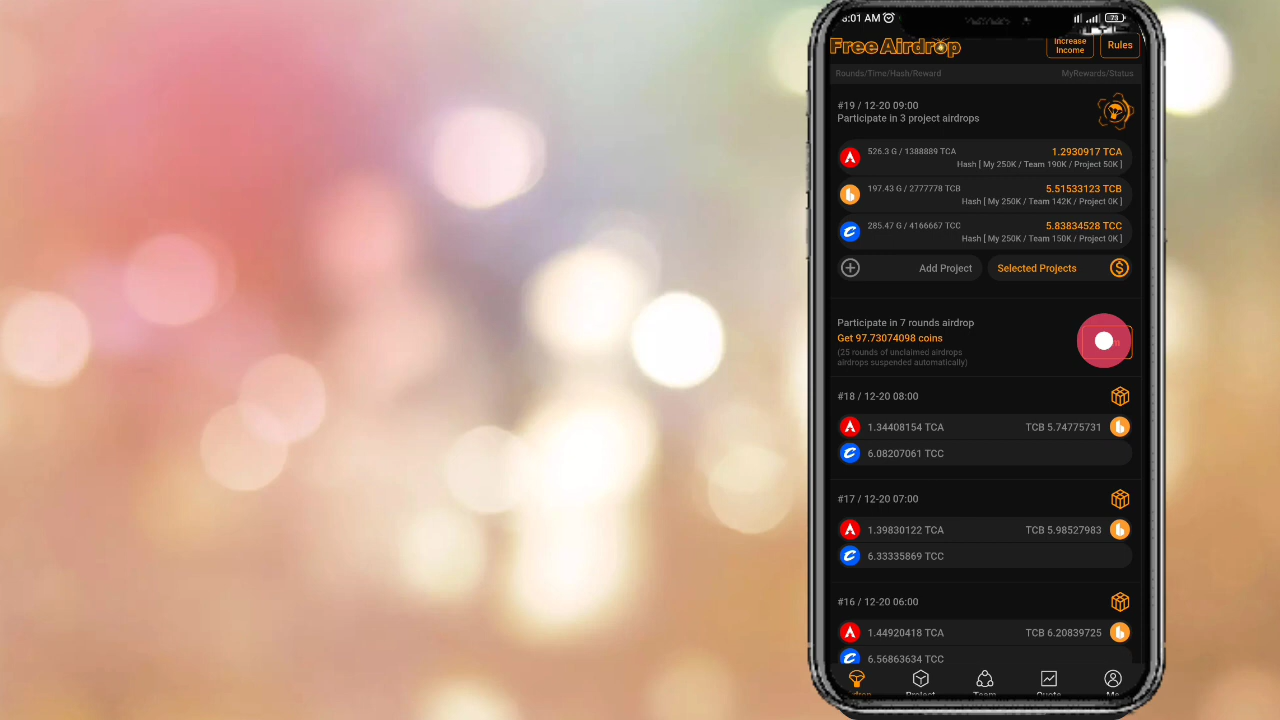 :01 AM
73
Free Airdrop
Increase
Income
Rules
Rounds/Time/Hash/Reward
MyRewards/Status
#19 / 12-20 09:00
Participate in 3 project airdrops
526.3 G / 1388889 TCA
1.2930917 TCA
Hash [ My 250K / Team 190K / Project 50K ]
197.43 G / 2777778 TCB
5.51533123 TCB
Hash [ My 250K / Team 142K / Project 0K ]
285.47 G / 4166667 TCC
5.83834528 TCC
Hash [ My 250K / Team 150K / Project 0K ]
Add Project
Selected Projects
Participate in 7 rounds airdrop
Get 97.73074098 coins
(25 rounds of unclaimed airdrops
airdrops suspended automatically)
#18 / 12-20 08:00
1.34408154 TCA
TCB 5.74775731
6.08207061 TCC
#17 / 12-20 07:00
1.39830122 TCA
TCB 5.98527983
6.33335869 TCC
#16 / 12-20 06:00
1.44920418 TCA
TCB 6.20839725
6.56863634 TCC
Project
Team
Quote
Me